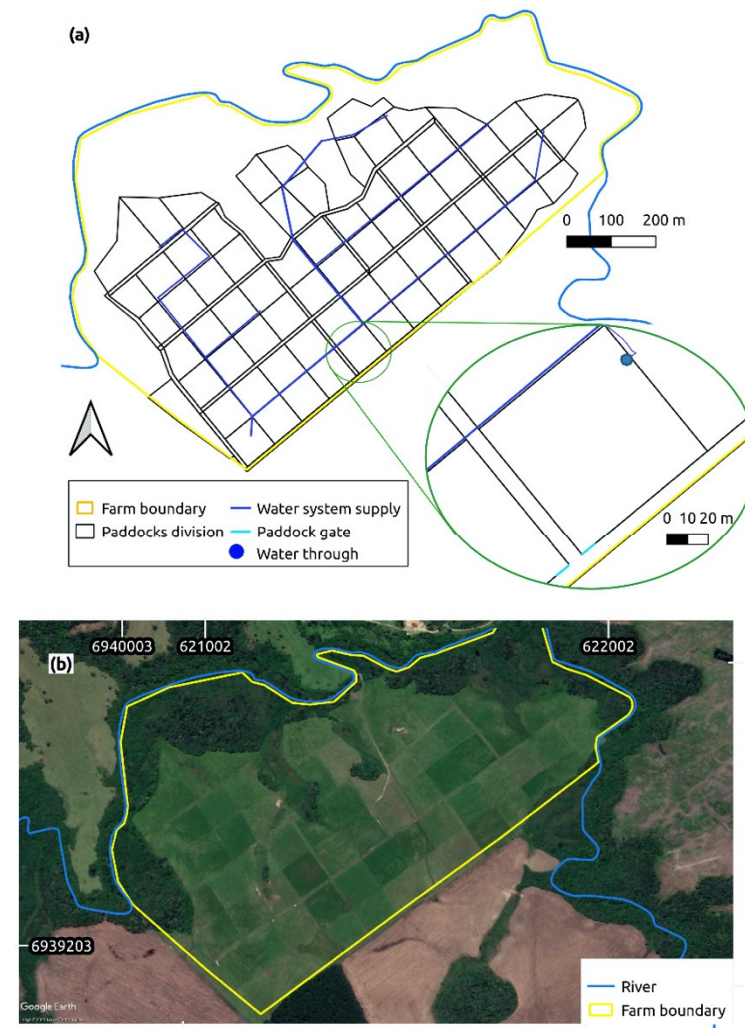 (a)
0 100 200 m
Farm boundary
Water system supply
Paddocks division
Paddock gate
Water through
0 10 20 m
6940003 621002 622002
(b)
6939203
River
Farm boundary
Google Earth